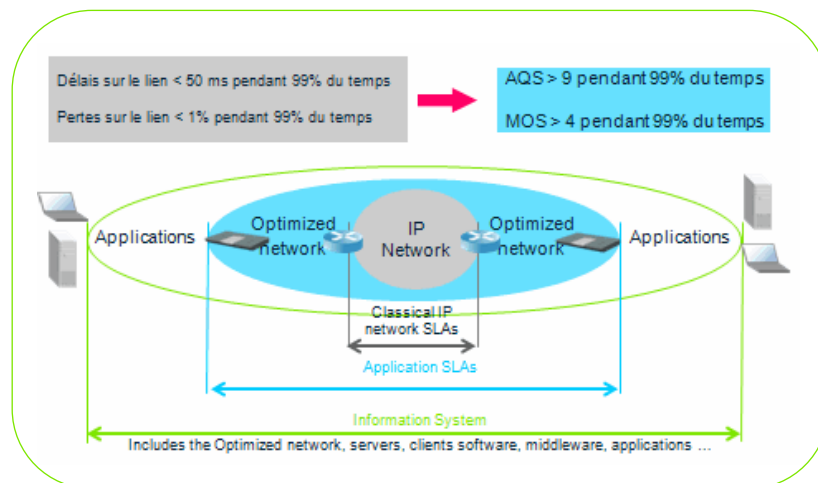 Délais sur le lien < 50 ms pendant 99% du temps
Pertes sur le lien < 1% pendant 99% du temps
AQS > 9 pendant 99% du temps
MOS > 4 pendant 99% du temps
Applications
Optimized
network
IP
Network
Optimized
network
Applications
Classical IP
network SLAs
Application SLAs
Information System
Includes the Optimized network, servers, clients software, middleware, applications ...